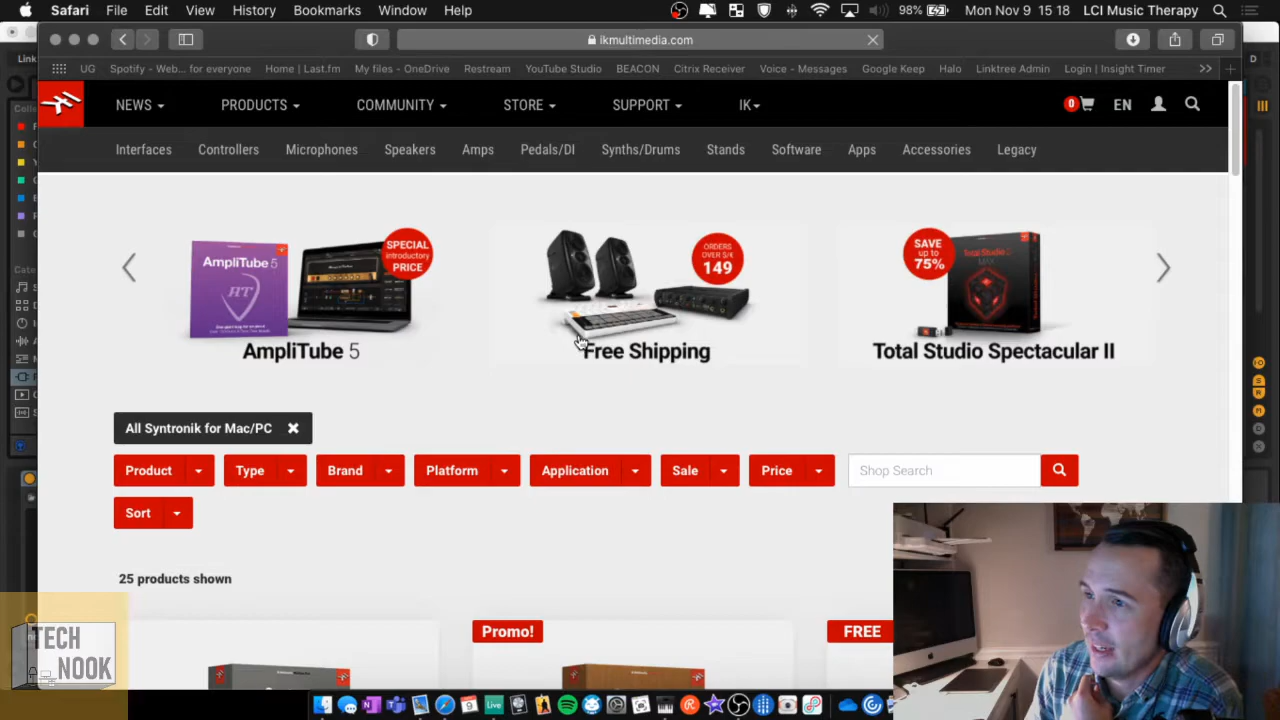 Safari File Edit View History Bookmarks Window Help 98% Mon Nov 9 15 18 LCI Music Therapy
ikmultimedia.com
UG Spotify - Web... for everyone Home | Last.fm My files - OneDrive Restream YouTube Studio BEACON Citrix Receiver Voice - Messages Google Keep Halo Linktree Admin Login | Insight Timer
NEWS PRODUCTS COMMUNITY STORE SUPPORT IK 0 EN
Interfaces Controllers Microphones Speakers Amps Pedals/DI Synths/Drums Stands Software Apps Accessories Legacy
AmpliTube 5
SPECIAL
introductory
PRICE
AmpliTube 5
ORDERS
OVER $/€
149
Free Shipping
SAVE
up to
75%
Total Studio Spectacular II
All Syntronik for Mac/PC
Product Type Brand Platform Application Sale Price Shop Search
Sort
25 products shown
Promo!
FREE
TECH
NOOK